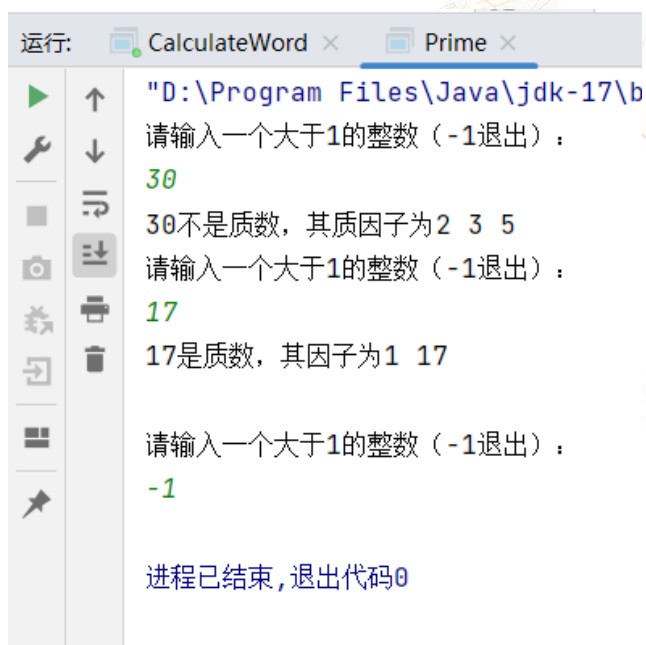 运行: CalculateWord × Prime ×
"D:\Program Files\Java\jdk-17\b
请输入一个大于1的整数（-1退出）：
30
30不是质数，其质因子为2 3 5
请输入一个大于1的整数（-1退出）：
17
17是质数，其因子为1 17
请输入一个大于1的整数（-1退出）：
-1
进程已结束,退出代码0